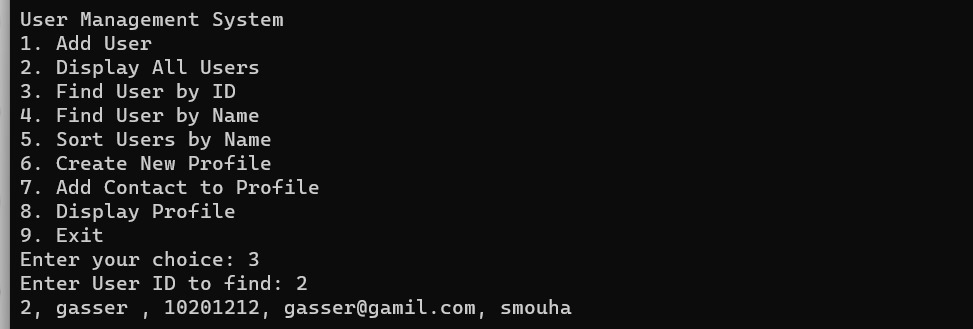 User Management System
1. Add User
2. Display All Users
3. Find User by ID
4. Find User by Name
5. Sort Users by Name
6. Create New Profile
7. Add Contact to Profile
8. Display Profile
9. Exit
Enter your choice: 3
Enter User ID to find: 2
2, gasser , 10201212, gasser@gamil.com, smouha